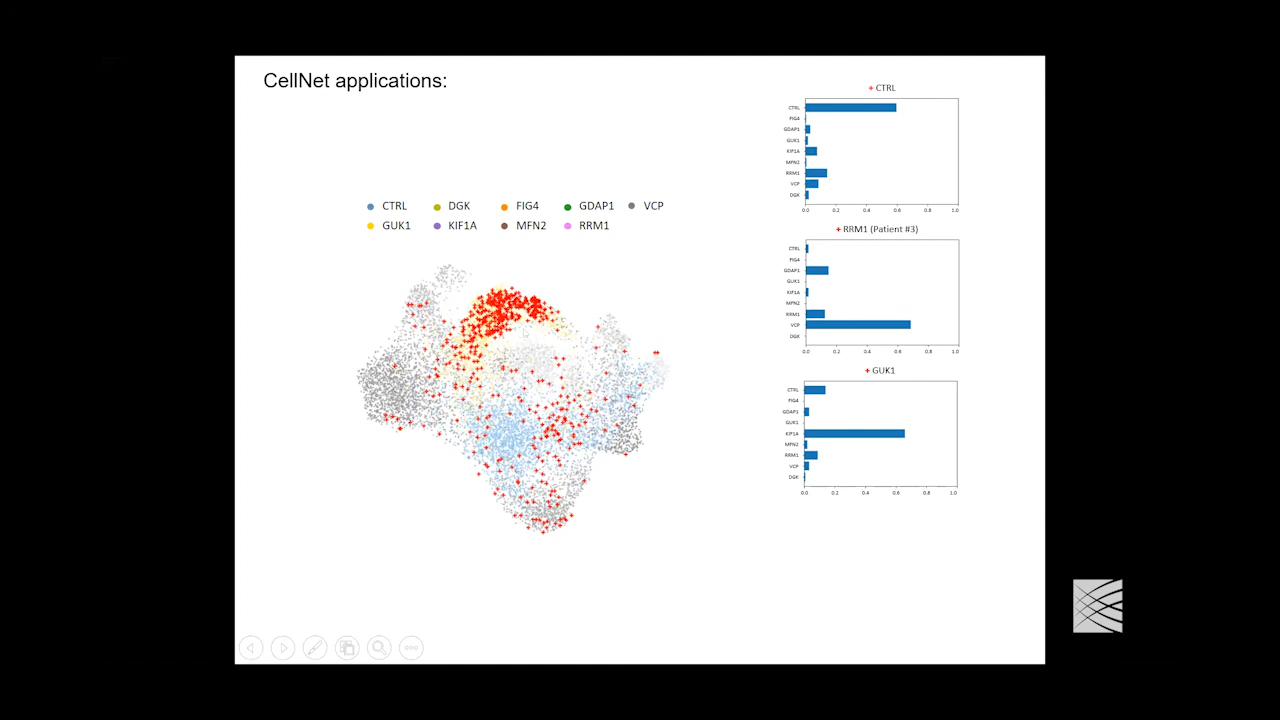 CellNet applications:
CTRL DGK FIG4 GDAP1 VCP
GUK1 KIF1A MFN2 RRM1
+ CTRL
CTRL
FIG4
GDAP1
GUK1
KIF1A
MFN2
RRM1
VCP
DGK
0.0 0.2 0.4 0.6 0.8 1.0
+ RRM1 (Patient #3)
CTRL
FIG4
GDAP1
GUK1
KIF1A
MFN2
RRM1
VCP
DGK
0.0 0.2 0.4 0.6 0.8 1.0
+ GUK1
CTRL
FIG4
GDAP1
GUK1
KIF1A
MFN2
RRM1
VCP
DGK
0.0 0.2 0.4 0.6 0.8 1.0